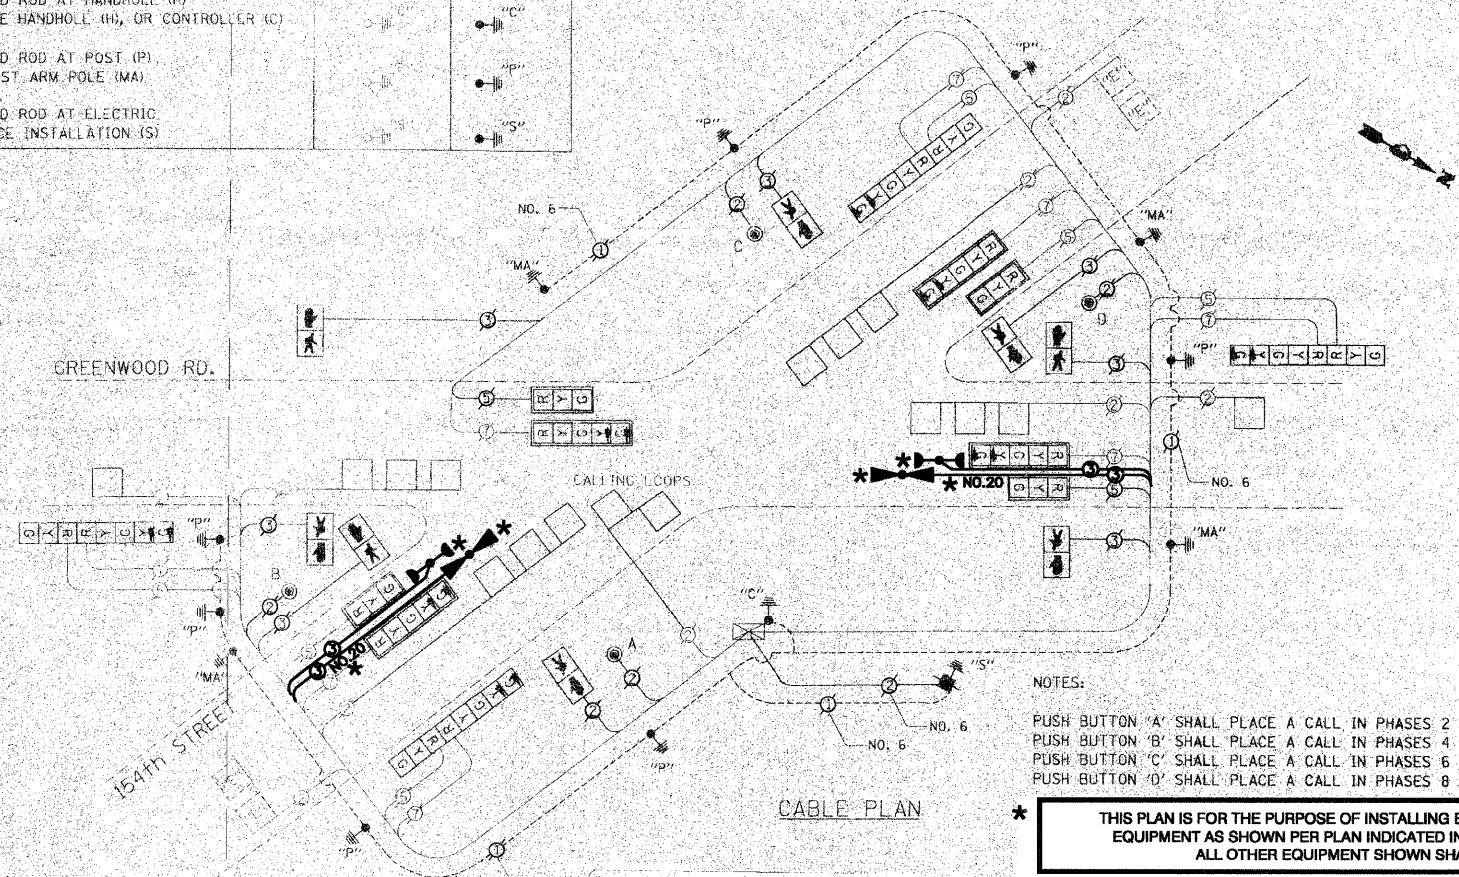 D ROD AT HANDHOLE (H)
E HANDHOLE (H), OR CONTROLLER (C)
"C"
D ROD AT POST (P),
ST ARM POLE (MA)
"P"
D ROD AT ELECTRIC
CE INSTALLATION (S)
"S"
"P"
"E"
"E"
"P"
N
NO. 6
"MA"
"MA"
C
D
GREENWOOD RD.
"P"
R Y G
R Y G Y G
CALLING LOOPS
NO.20
NO. 6
"P"
"MA"
B
"C"
"P"
NO.20
A
"S"
"MA"
NO. 6
NO. 6
154th STREET
"P"
"P"
CABLE PLAN
NOTES:
PUSH BUTTON 'A' SHALL PLACE A CALL IN PHASES 2
PUSH BUTTON 'B' SHALL PLACE A CALL IN PHASES 4
PUSH BUTTON 'C' SHALL PLACE A CALL IN PHASES 6
PUSH BUTTON 'D' SHALL PLACE A CALL IN PHASES 8
* THIS PLAN IS FOR THE PURPOSE OF INSTALLING E
EQUIPMENT AS SHOWN PER PLAN INDICATED IN
ALL OTHER EQUIPMENT SHOWN SHA